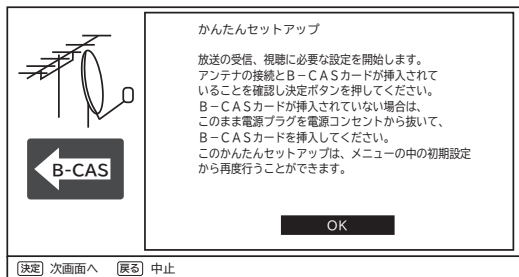 かんたんセットアップ
放送の受信、視聴に必要な設定を開始します。
アンテナの接続とB－CASカードが挿入されて
いることを確認し決定ボタンを押してください。
B－CASカードが挿入されていない場合は、
このまま電源プラグを電源コンセントから抜いて、
B－CASカードを挿入してください。
このかんたんセットアップは、メニューの中の初期設定
から再度行うことができます。
B-CAS
OK
決定 次画面へ 戻る 中止